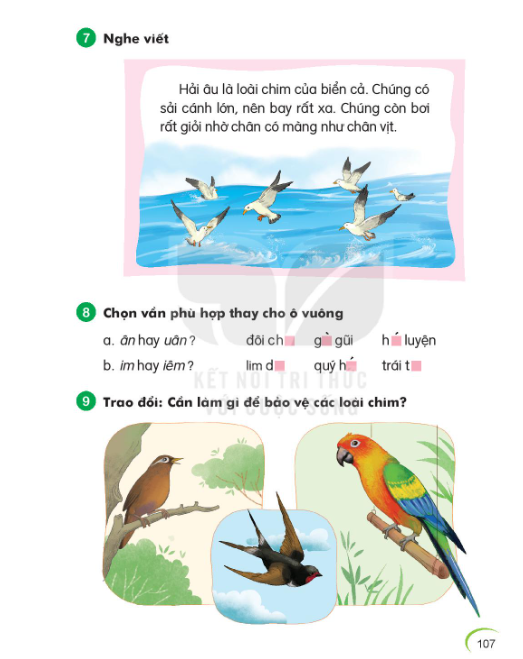 7 Nghe viết
Hải âu là loài chim của biển cả. Chúng có
sải cánh lớn, nên bay rất xa. Chúng còn bơi
rất giỏi nhờ chân có màng như chân vịt.
8 Chọn vần phù hợp thay cho ô vuông
a. ân hay uân? đôi ch g gũi h luyện
b. im hay iêm? lim d quý h trái t
KẾT NỐI TRI THỨC
VỚI CUỘC SỐNG
9 Trao đổi: Cần làm gì để bảo vệ các loài chim?
107